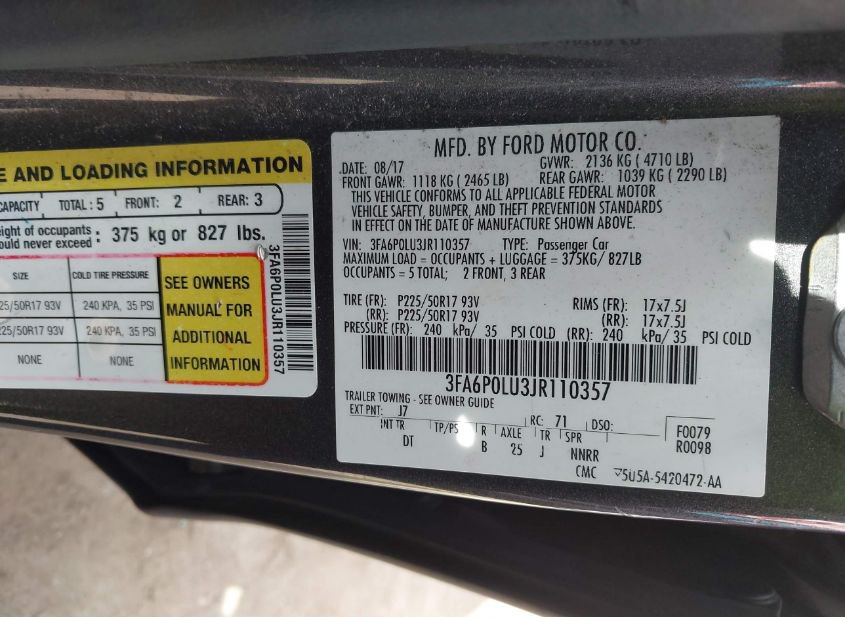 E AND LOADING INFORMATION
CAPACITY TOTAL: 5 FRONT: 2 REAR: 3
eight of occupants
ould never exceed : 375 kg or 827 lbs.
SIZE COLD TIRE PRESSURE
25/50R17 93V 240 KPA, 35 PSI
225/50R17 93V 240 KPA, 35 PSI
NONE NONE
SEE OWNERS
MANUAL FOR
ADDITIONAL
INFORMATION
3FA6P0LU3JR110357
MFD. BY FORD MOTOR CO.
DATE: 08/17 GVWR: 2136 KG ( 4710 LB)
FRONT GAWR: 1118 KG ( 2465 LB) REAR GAWR: 1039 KG ( 2290 LB)
THIS VEHICLE CONFORMS TO ALL APPLICABLE FEDERAL MOTOR
VEHICLE SAFETY, BUMPER, AND THEFT PREVENTION STANDARDS
IN EFFECT ON THE DATE OF MANUFACTURE SHOWN ABOVE.
VIN: 3FA6P0LU3JR110357 TYPE: Passenger Car
MAXIMUM LOAD = OCCUPANTS + LUGGAGE = 375KG/ 827LB
OCCUPANTS = 5 TOTAL; 2 FRONT, 3 REAR
TIRE (FR): P225/50R17 93V RIMS (FR): 17x7.5J
(RR): P225/50R17 93V (RR): 17x7.5J
PRESSURE (FR): 240 kPa/ 35 PSI COLD (RR): 240 kPa/ 35 PSI COLD
3FA6P0LU3JR110357
TRAILER TOWING - SEE OWNER GUIDE
EXT PNT: J7 RC: 71 DSO:
INT TR TP/PS R AXLE TR SPR F0079
DT B 25 J NNRR R0098
CMC 5U5A-5420472-AA